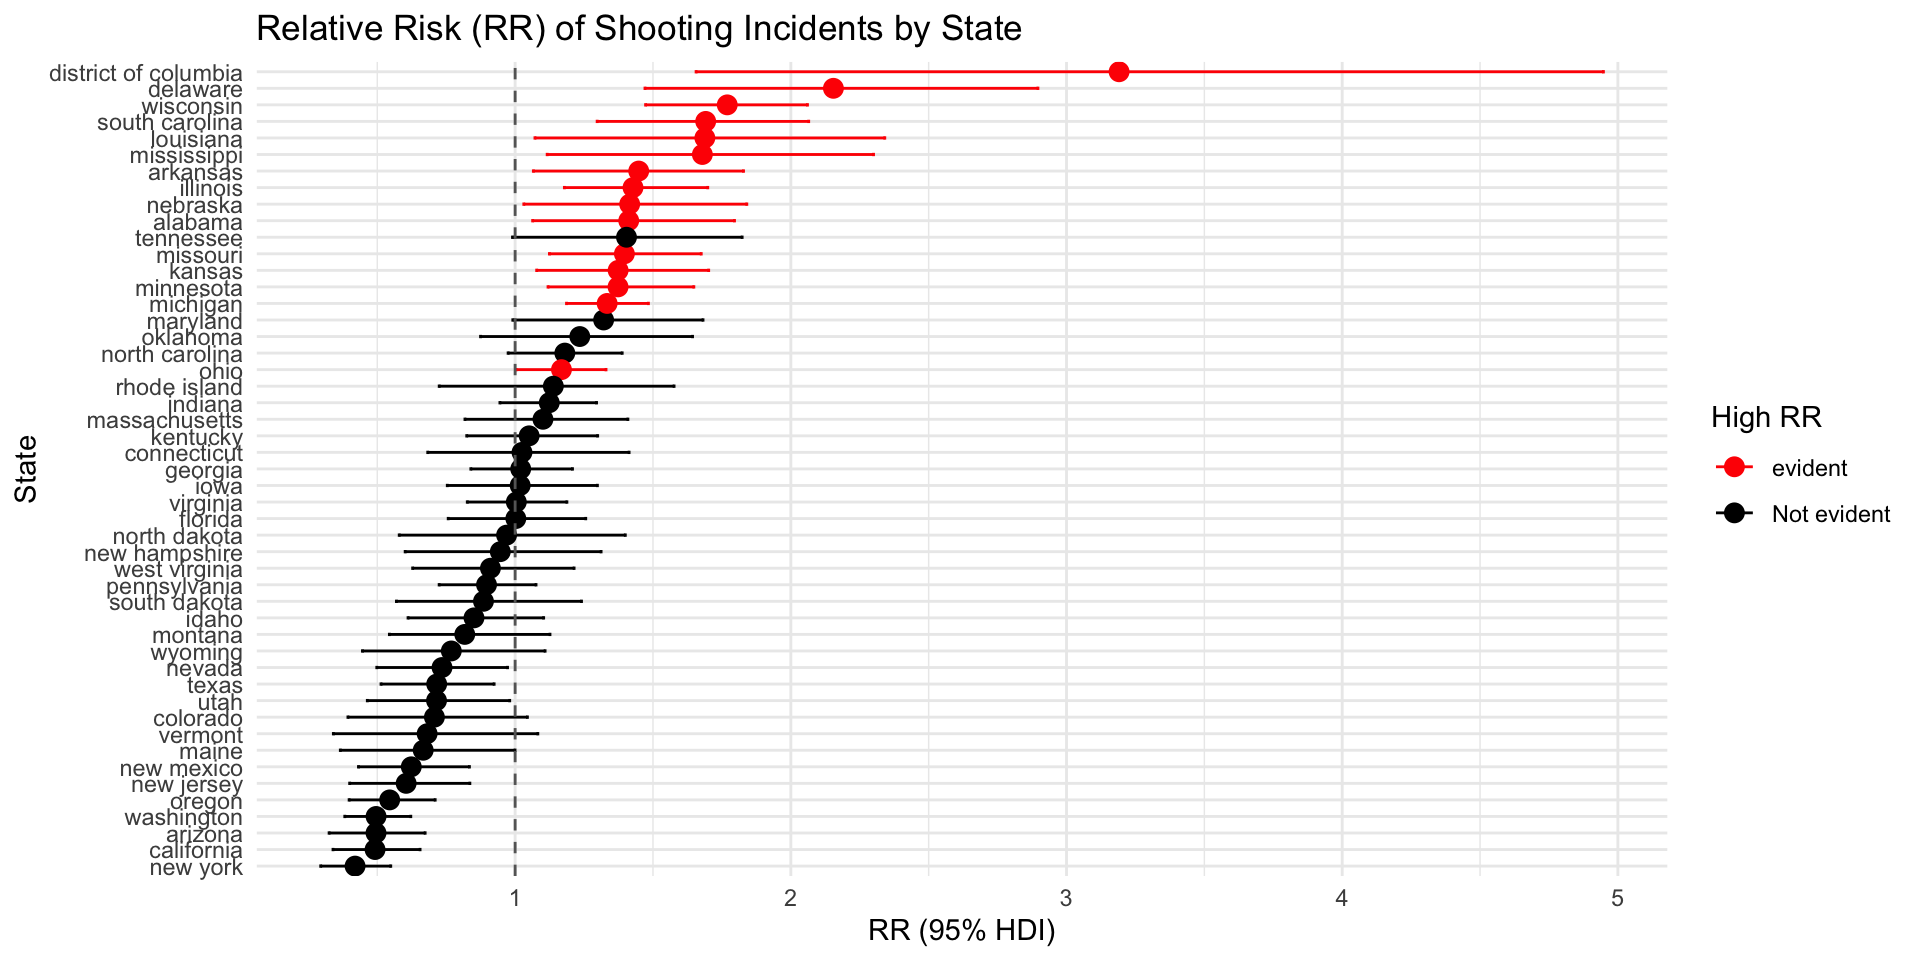 Relative Risk (RR) of Shooting Incidents by State
district of columbia
delaware
wisconsin
south carolina
louisiana
mississippi
arkansas
illinois
nebraska
alabama
tennessee
missouri
kansas
minnesota
michigan
maryland
oklahoma
north carolina
ohio
rhode island
indiana
massachusetts
kentucky
connecticut
georgia
iowa
virginia
florida
north dakota
new hampshire
west virginia
pennsylvania
south dakota
idaho
montana
wyoming
nevada
texas
utah
colorado
vermont
maine
new mexico
new jersey
oregon
washington
arizona
california
new york
State
1 2 3 4 5
RR (95% HDI)
High RR
evident
Not evident